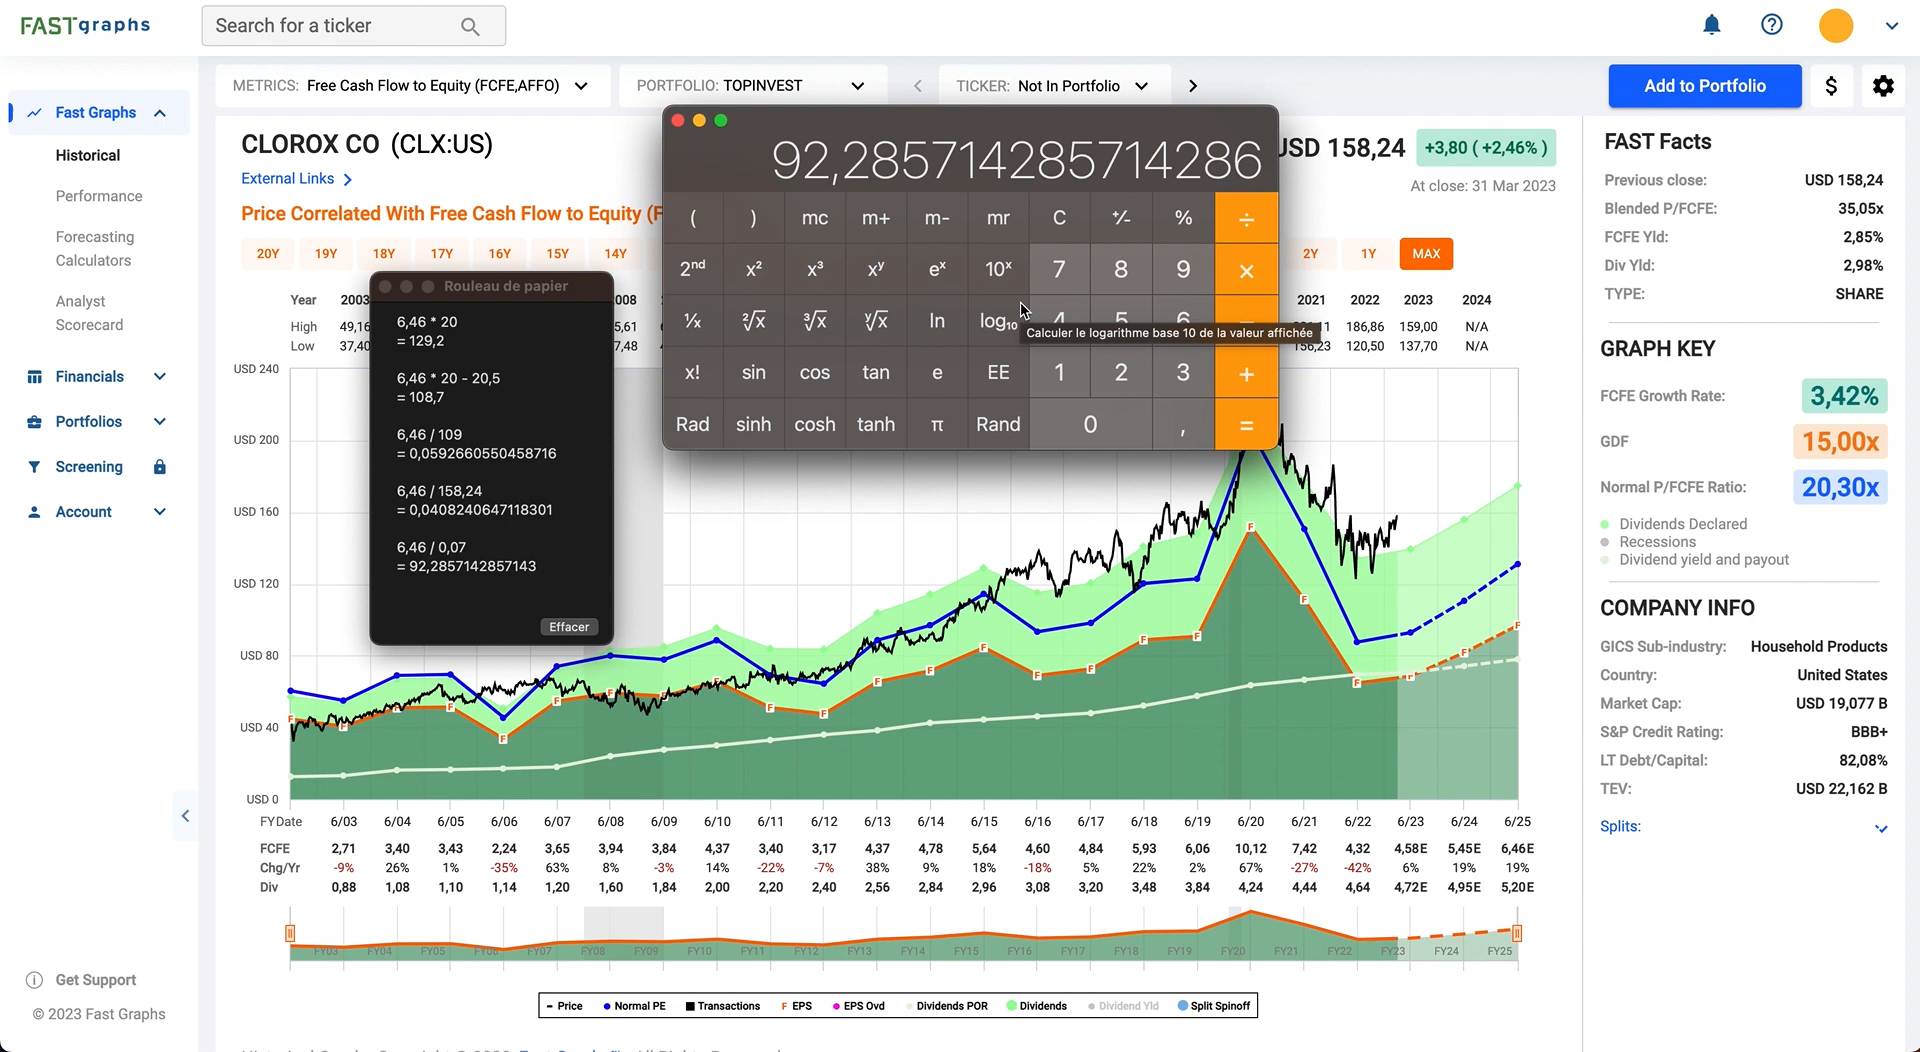 FASTgraphs
Search for a ticker
METRICS: Free Cash Flow to Equity (FCFE,AFFO)
PORTFOLIO: TOPINVEST
TICKER: Not In Portfolio
Add to Portfolio
$
Fast Graphs
Historical
Performance
Forecasting
Calculators
Analyst
Scorecard
Financials
Portfolios
Screening
Account
Get Support
© 2023 Fast Graphs
CLOROX CO (CLX:US)
External Links
Price Correlated With Free Cash Flow to Equity (F
USD 158,24
+3,80 ( +2,46% )
At close: 31 Mar 2023
20Y 19Y 18Y 17Y 16Y 15Y 14Y 2Y 1Y MAX
Year 2003 2008 2021 2022 2023 2024
High 49,16 5,61 186,86 159,00 N/A
Low 37,40 7,48 156,23 120,50 137,70 N/A
92,285714285714286
( ) mc m+ m- mr C ⁺∕₋ % ÷
2nd x² x³ xʸ eˣ 10ˣ 7 8 9 ×
¹∕x ²√x ³√x ʸ√x ln log₁₀ 4 5 6 −
Calculer le logarithme base 10 de la valeur affichée
x! sin cos tan e EE 1 2 3 +
Rad sinh cosh tanh π Rand 0 , =
Rouleau de papier
6,46 * 20
= 129,2
6,46 * 20 - 20,5
= 108,7
6,46 / 109
= 0,0592660550458716
6,46 / 158,24
= 0,0408240647118301
6,46 / 0,07
= 92,2857142857143
Effacer
USD 240
USD 200
USD 160
USD 120
USD 80
USD 40
USD 0
FYDate 6/03 6/04 6/05 6/06 6/07 6/08 6/09 6/10 6/11 6/12 6/13 6/14 6/15 6/16 6/17 6/18 6/19 6/20 6/21 6/22 6/23 6/24 6/25
FCFE 2,71 3,40 3,43 2,24 3,65 3,94 3,84 4,37 3,40 3,17 4,37 4,78 5,64 4,60 4,84 5,93 6,06 10,12 7,42 4,32 4,58E 5,45E 6,46E
Chg/Yr -9% 26% 1% -35% 63% 8% -3% 14% -22% -7% 38% 9% 18% -18% 5% 22% 2% 67% -27% -42% 6% 19% 19%
Div 0,88 1,08 1,10 1,14 1,20 1,60 1,84 2,00 2,20 2,40 2,56 2,84 2,96 3,08 3,20 3,48 3,84 4,24 4,44 4,64 4,72E 4,95E 5,20E
FY03 FY04 FY05 FY06 FY07 FY08 FY09 FY10 FY11 FY12 FY13 FY14 FY15 FY16 FY17 FY18 FY19 FY20 FY21 FY22 FY23 FY24 FY25
Price Normal PE Transactions F EPS EPS Ovd Dividends POR Dividends Dividend Yld Split Spinoff
FAST Facts
Previous close: USD 158,24
Blended P/FCFE: 35,05x
FCFE Yld: 2,85%
Div Yld: 2,98%
TYPE: SHARE
GRAPH KEY
FCFE Growth Rate: 3,42%
GDF 15,00x
Normal P/FCFE Ratio: 20,30x
Dividends Declared
Recessions
Dividend yield and payout
COMPANY INFO
GICS Sub-industry: Household Products
Country: United States
Market Cap: USD 19,077 B
S&P Credit Rating: BBB+
LT Debt/Capital: 82,08%
TEV: USD 22,162 B
Splits: